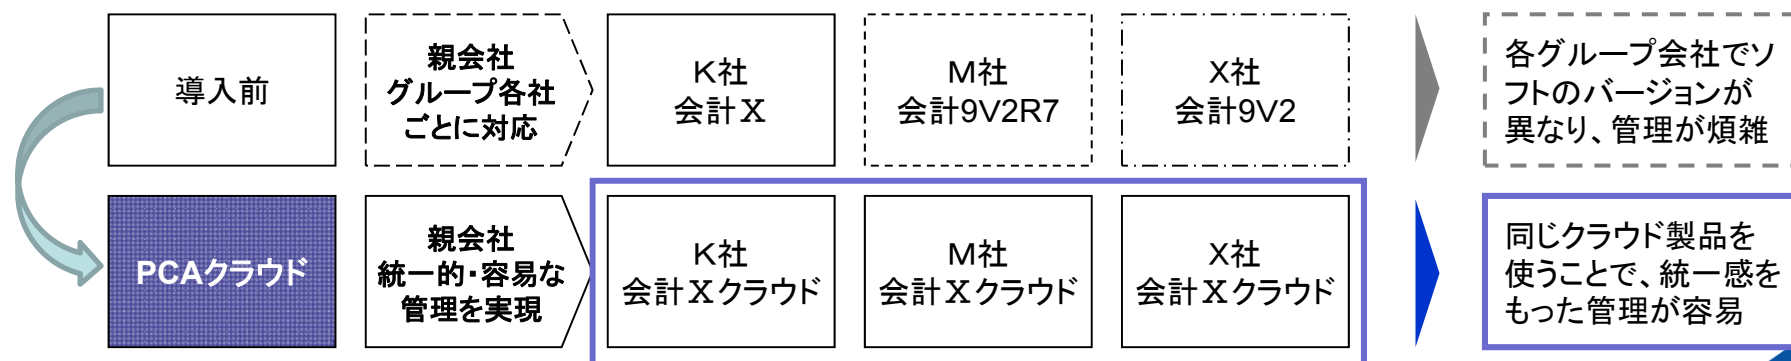 導入前
親会社
グループ各社
ごとに対応
K社
会計X
M社
会計9V2R7
X社
会計9V2
各グループ会社でソ
フトのバージョンが
異なり、管理が煩雑
PCAクラウド
親会社
統一的・容易な
管理を実現
K社
会計Xクラウド
M社
会計Xクラウド
X社
会計Xクラウド
同じクラウド製品を
使うことで、統一感を
もった管理が容易